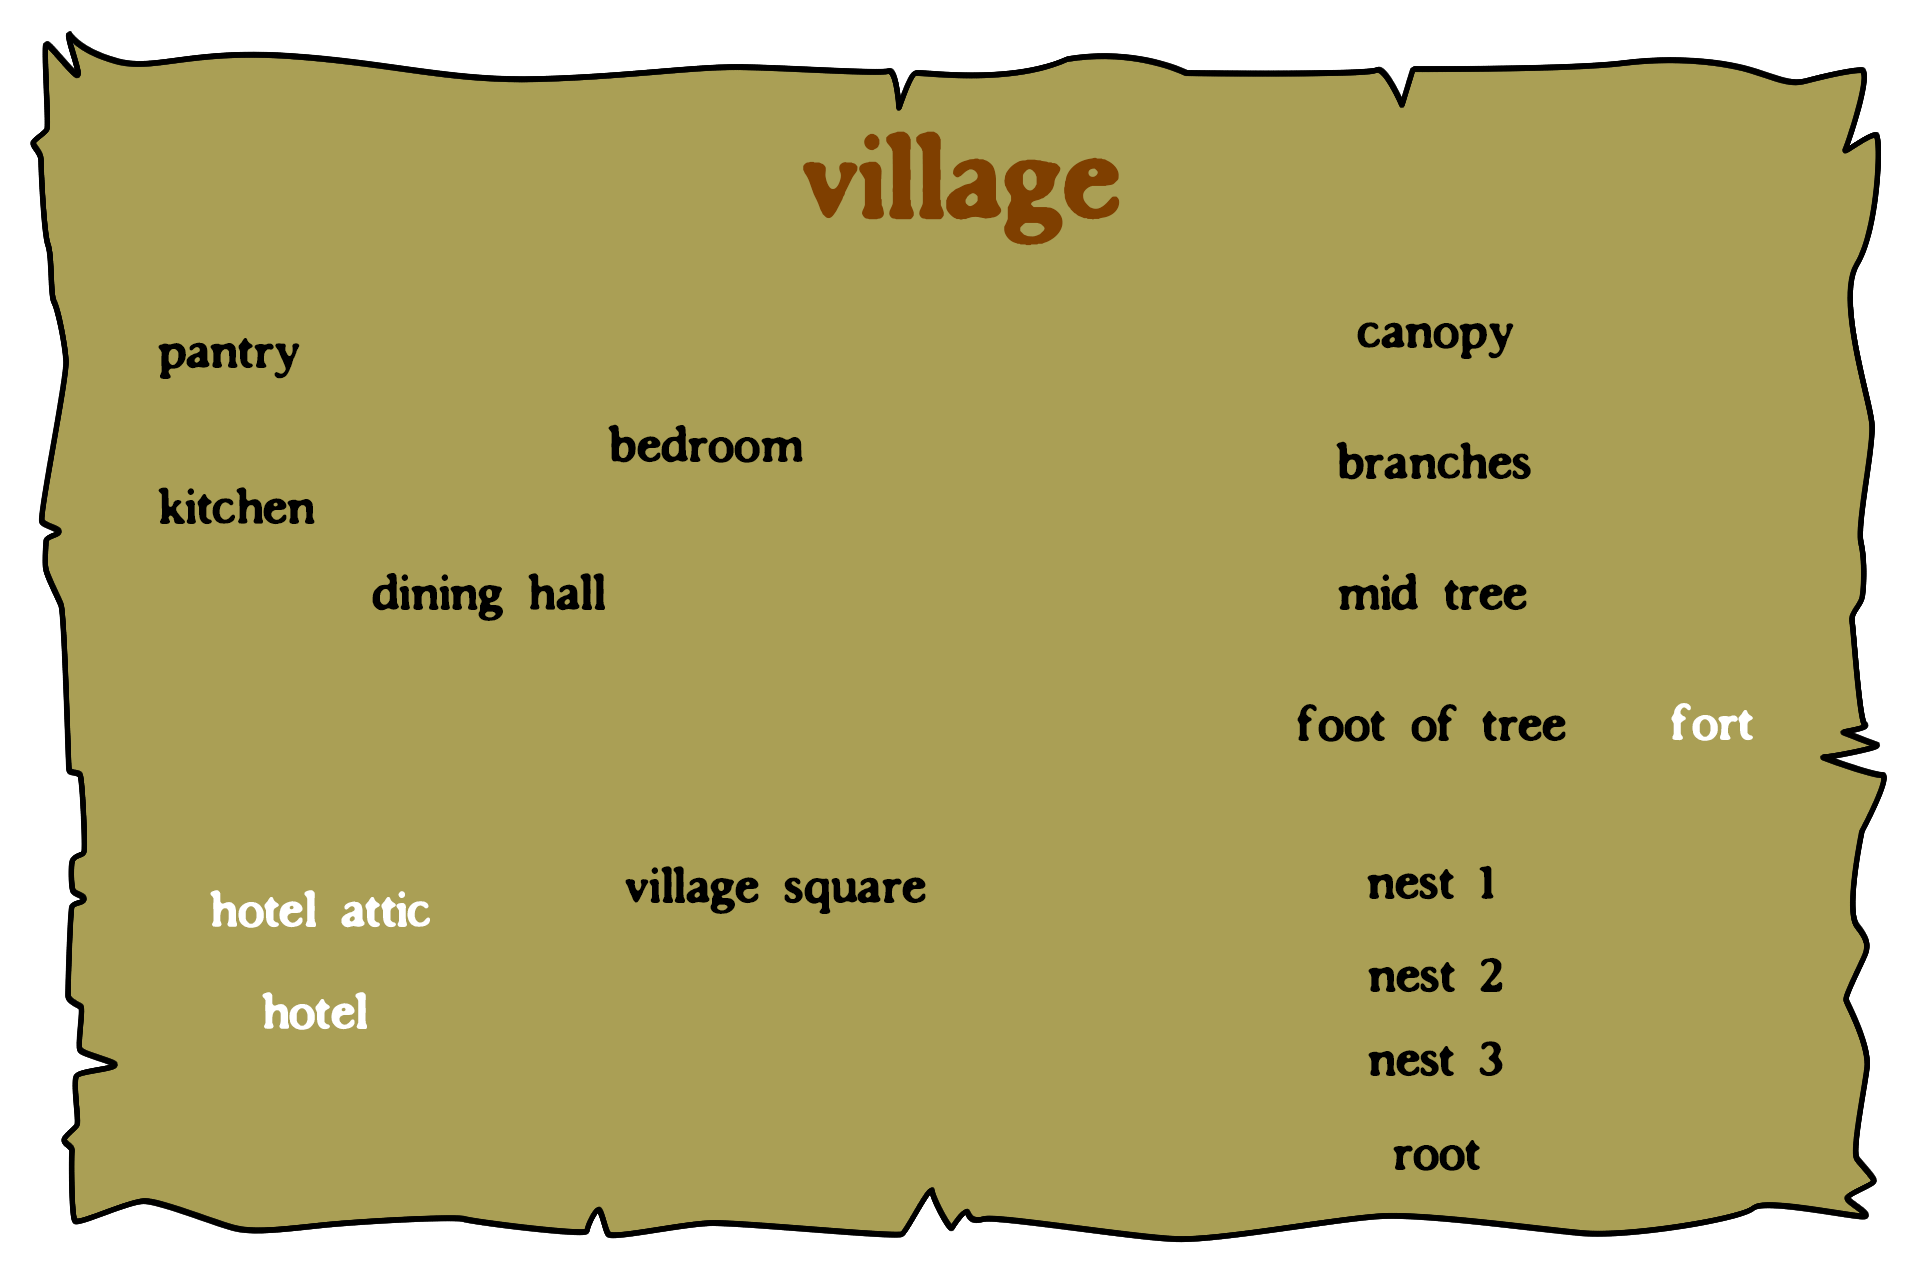 village
pantry
canopy
bedroom
branches
kitchen
dining hall
mid tree
foot of tree
fort
hotel attic
village square
nest 1
nest 2
hotel
nest 3
root